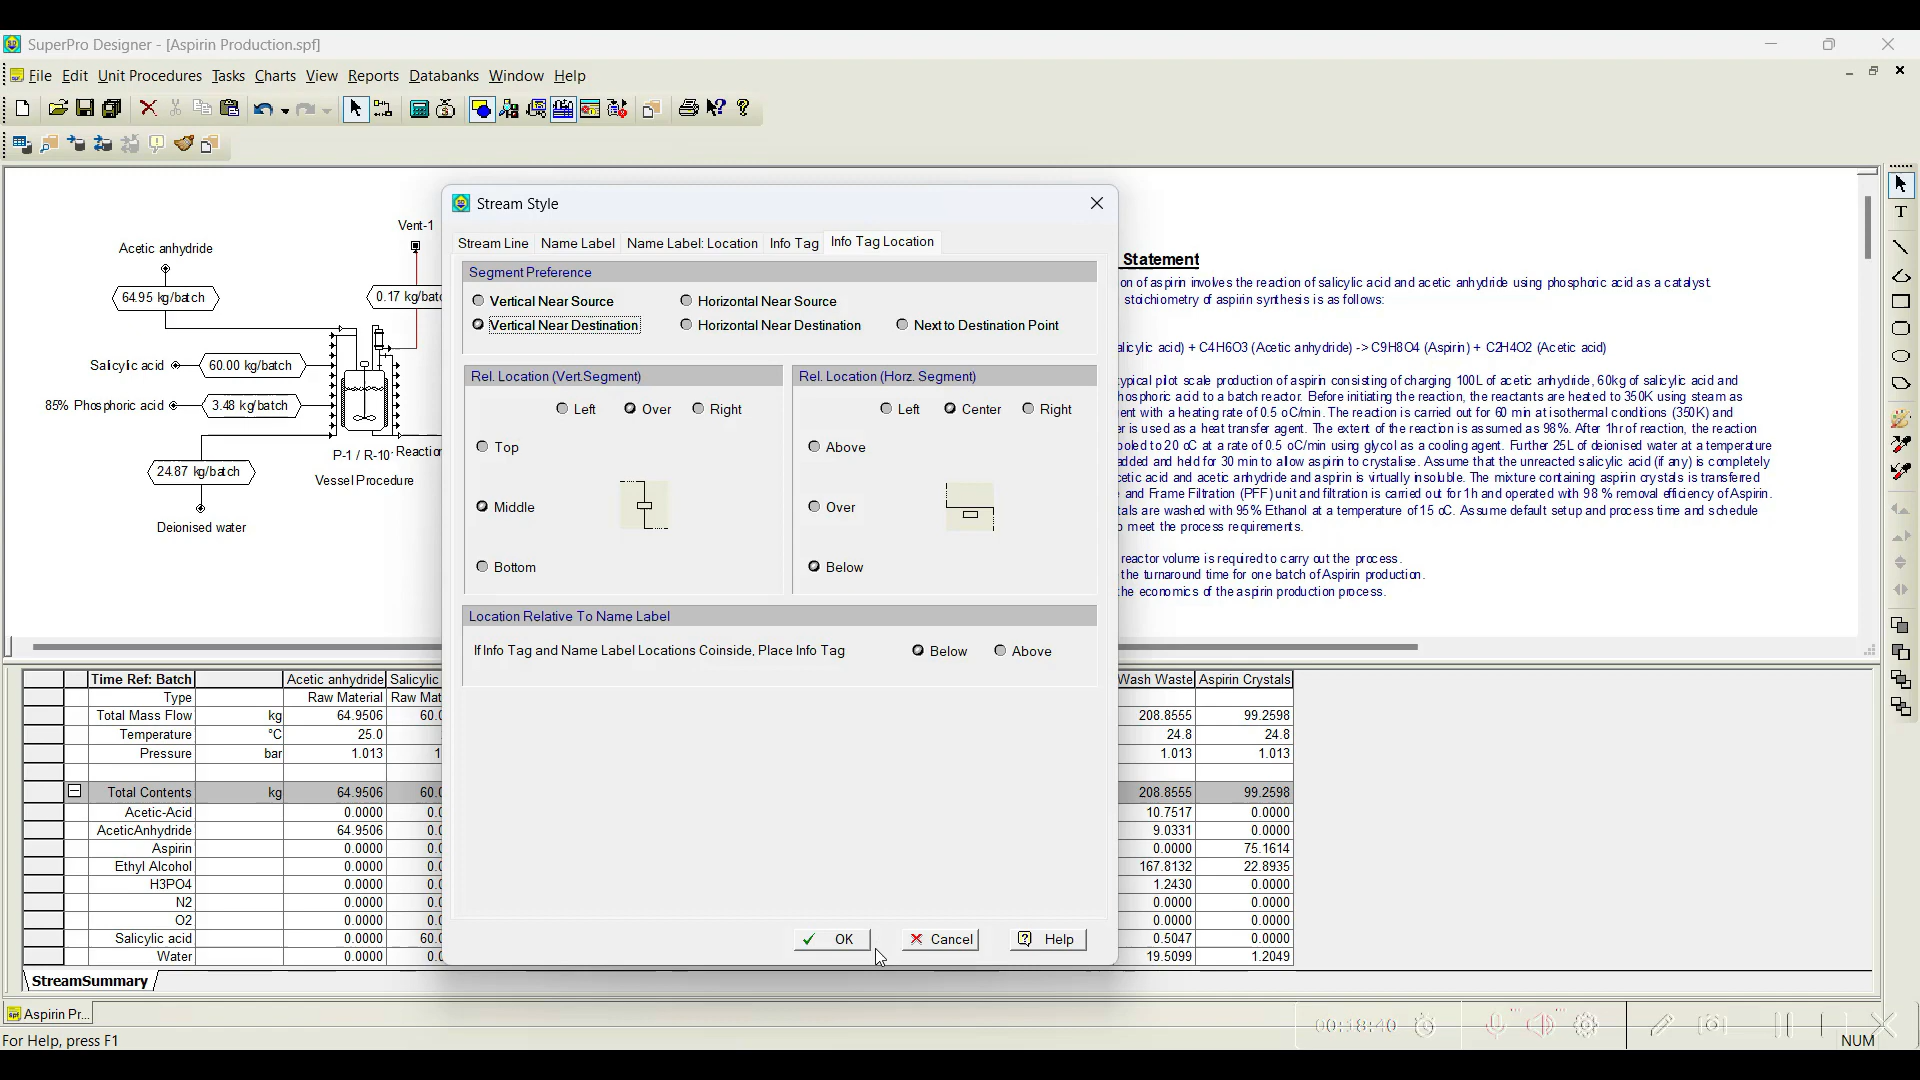 SuperPro Designer - [Aspirin Production.spf]
File Edit Unit Procedures Tasks Charts View Reports Databanks Window Help
Vent-1
Acetic anhydride
64.95 kg/batch
0.17 kg/batc
Salicylic acid
60.00 kg/batch
85% Phosphoric acid
3.48 kg/batch
P-1 / R-10
Reaction
24.87 kg/batch
Vessel Procedure
Deionised water
Stream Style
Stream Line Name Label Name Label: Location Info Tag Info Tag Location
Segment Preference
Vertical Near Source Horizontal Near Source
Vertical Near Destination Horizontal Near Destination Next to Destination Point
Rel. Location (Vert.Segment)
Left Over Right
Top
Middle
Bottom
Rel. Location (Horz. Segment)
Left Center Right
Above
Over
Below
Location Relative To Name Label
If Info Tag and Name Label Locations Coinside, Place Info Tag Below Above
OK Cancel Help
Statement
on of aspirin involves the reaction of salicylic acid and acetic anhydride using phosphoric acid as a catalyst.
stoichiometry of aspirin synthesis is as follows:
alicylic acid) + C4H6O3 (Acetic anhydride) -> C9H8O4 (Aspirin) + C2H4O2 (Acetic acid)
ypical pilot scale production of aspirin consisting of charging 100L of acetic anhydride, 60kg of salicylic acid and
hosphoric acid to a batch reactor. Before initiating the reaction, the reactants are heated to 350K using steam as
ent with a heating rate of 0.5 oC/min. The reaction is carried out for 60 min at isothermal conditions (350K) and
er is used as a heat transfer agent. The extent of the reaction is assumed as 98%. After 1hr of reaction, the reaction
ooled to 20 oC at a rate of 0.5 oC/min using glycol as a cooling agent. Further 25L of deionised water at a temperature
added and held for 30 min to allow aspirin to crystalise. Assume that the unreacted salicylic acid (if any) is completely
cetic acid and acetic anhydride and aspirin is virtually insoluble. The mixture containing aspirin crystals is transferred
e and Frame Filtration (PFF) unit and filtration is carried out for 1h and operated with 98 % removal efficiency of Aspirin.
tals are washed with 95% Ethanol at a temperature of 15 oC. Assume default setup and process time and schedule
o meet the process requirements.
reactor volume is required to carry out the process.
the turnaround time for one batch of Aspirin production.
the economics of the aspirin production process.
Time Ref: Batch Acetic anhydride Salicylic Wash Waste Aspirin Crystals
Type Raw Material Raw Mat
Total Mass Flow kg 64.9506 60.0 208.8555 99.2598
Temperature °C 25.0 24.8 24.8
Pressure bar 1.013 1 1.013 1.013
Total Contents kg 64.9506 60.0 208.8555 99.2598
Acetic-Acid 0.0000 0.0 10.7517 0.0000
AceticAnhydride 64.9506 0.0 9.0331 0.0000
Aspirin 0.0000 0.0 0.0000 75.1614
Ethyl Alcohol 0.0000 0.0 167.8132 22.8935
H3PO4 0.0000 0.0 1.2430 0.0000
N2 0.0000 0.0 0.0000 0.0000
O2 0.0000 0.0 0.0000 0.0000
Salicylic acid 0.0000 60.0 0.5047 0.0000
Water 0.0000 0.0 19.5099 1.2049
StreamSummary
Aspirin Pr...
00:18:40
For Help, press F1
NUM